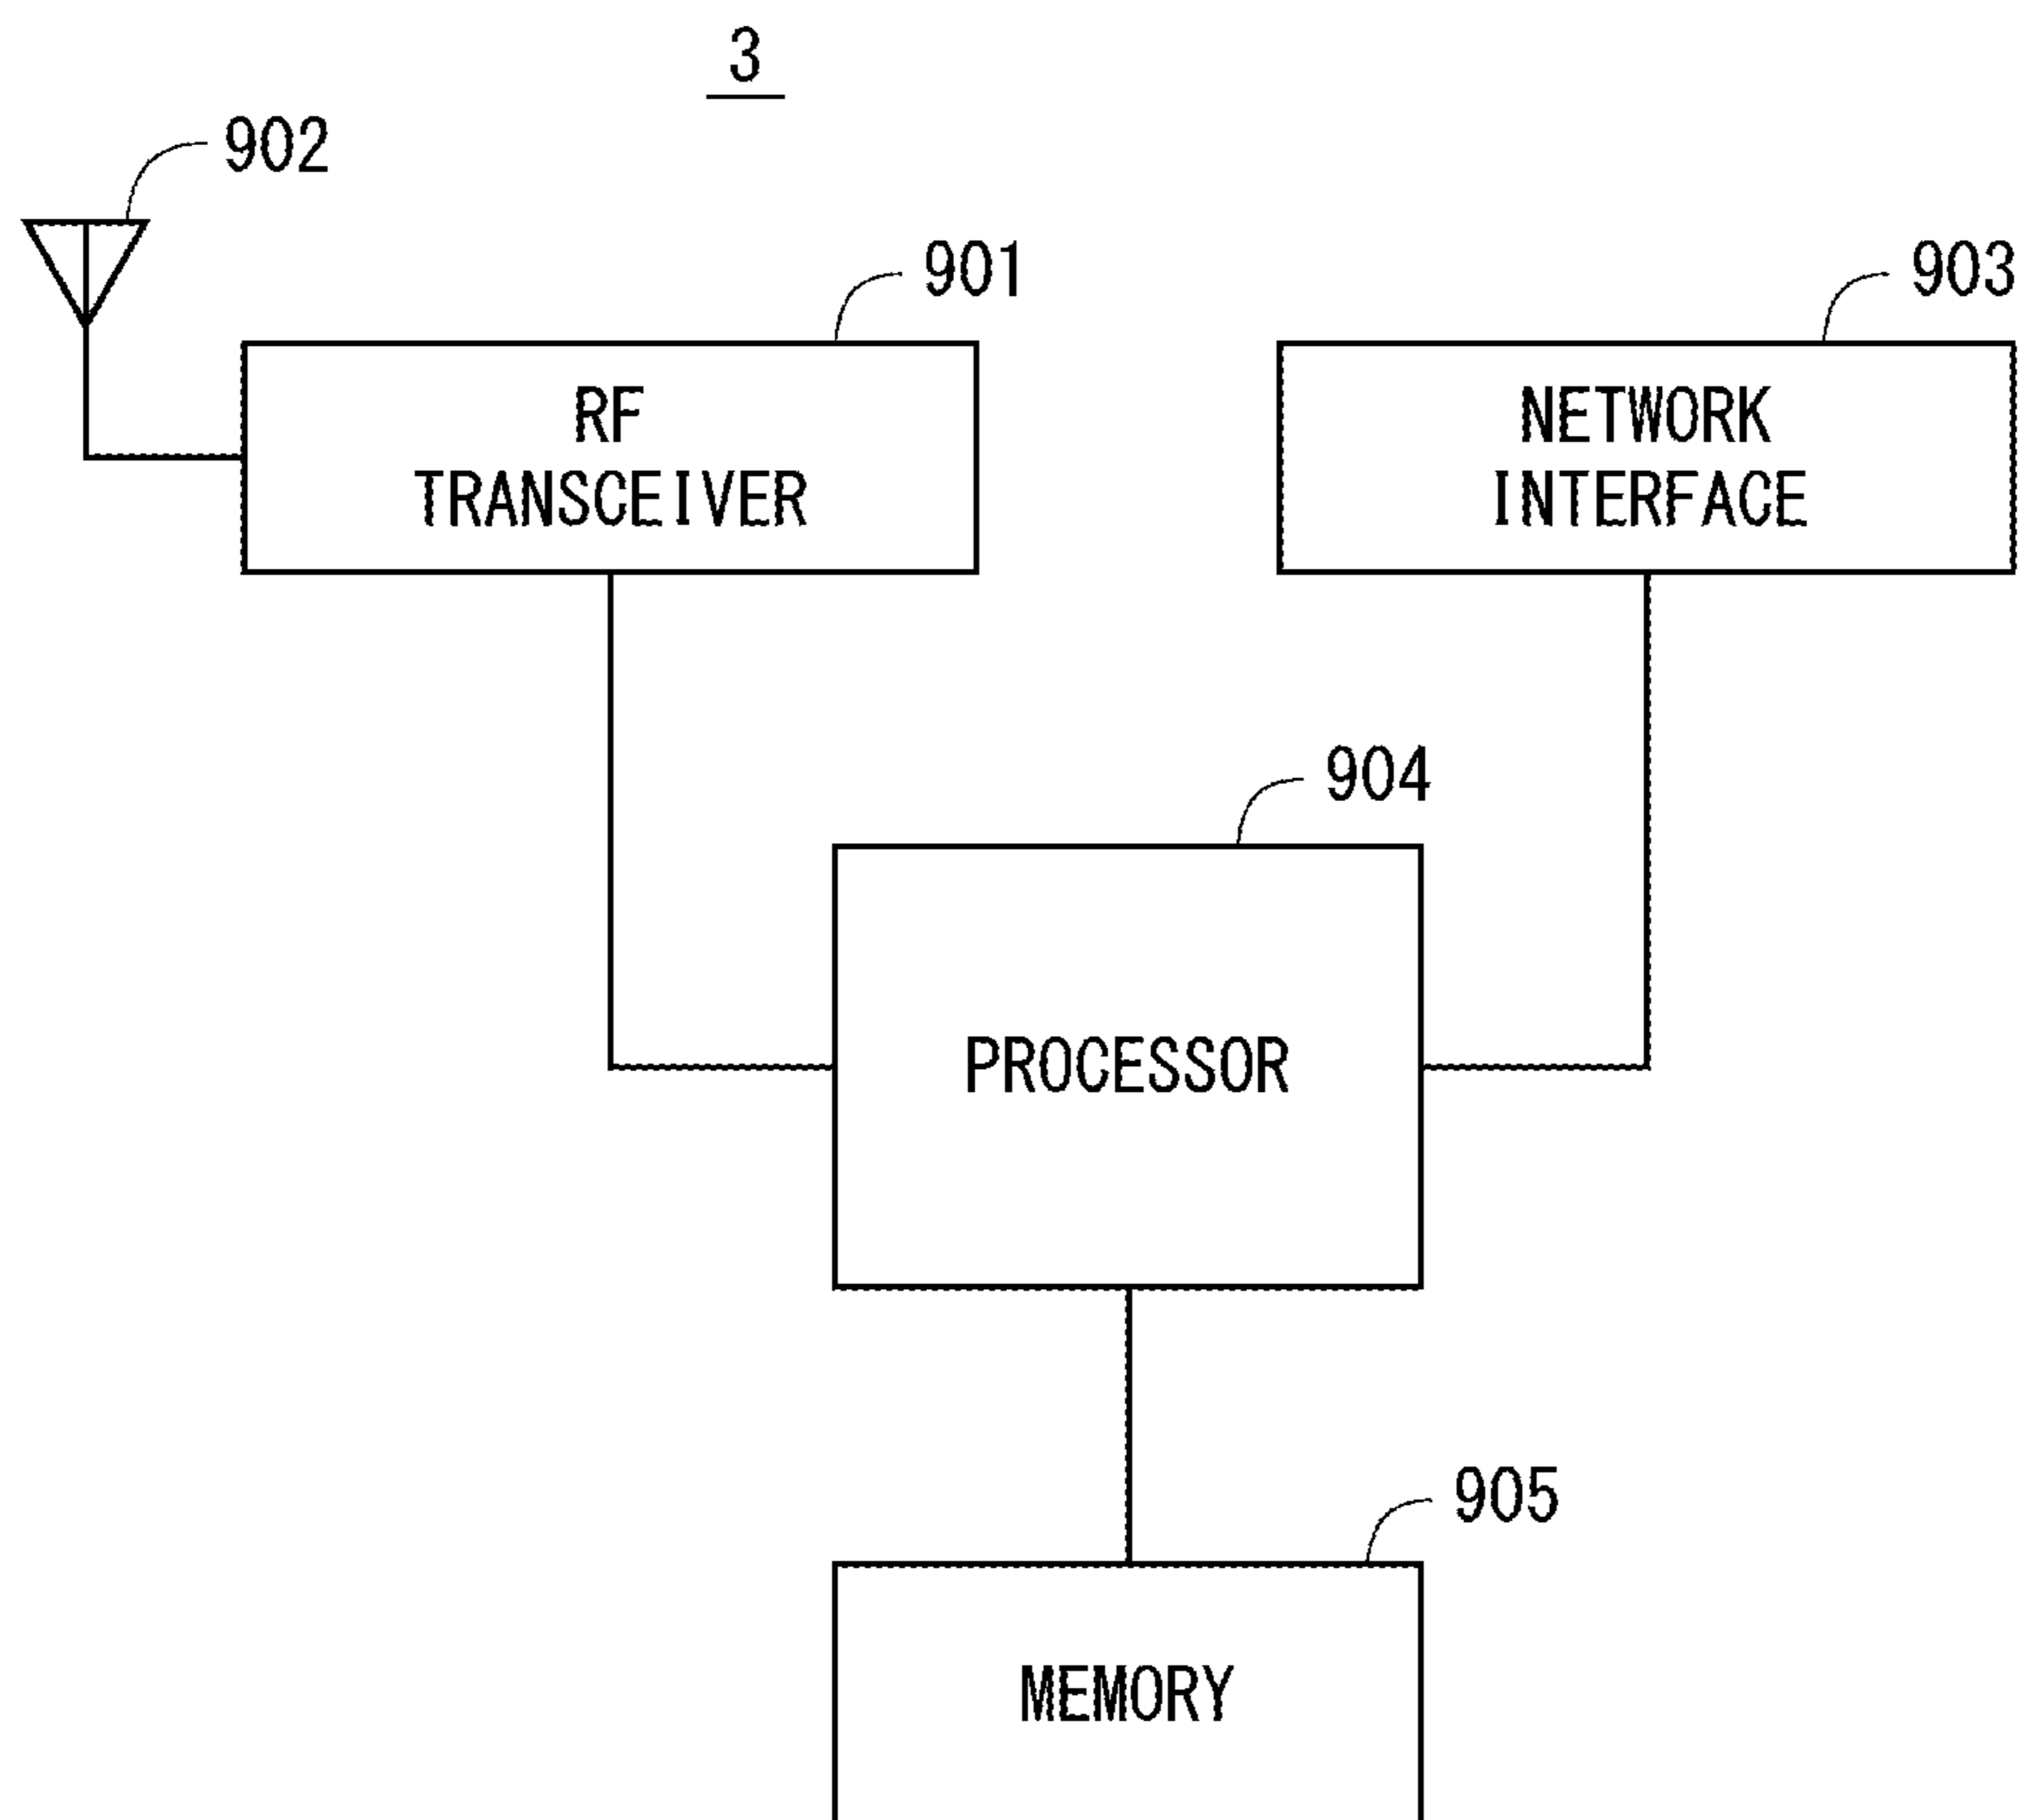 3
902
901
903
RF
TRANSCEIVER
NETWORK
INTERFACE
904
PROCESSOR
905
MEMORY